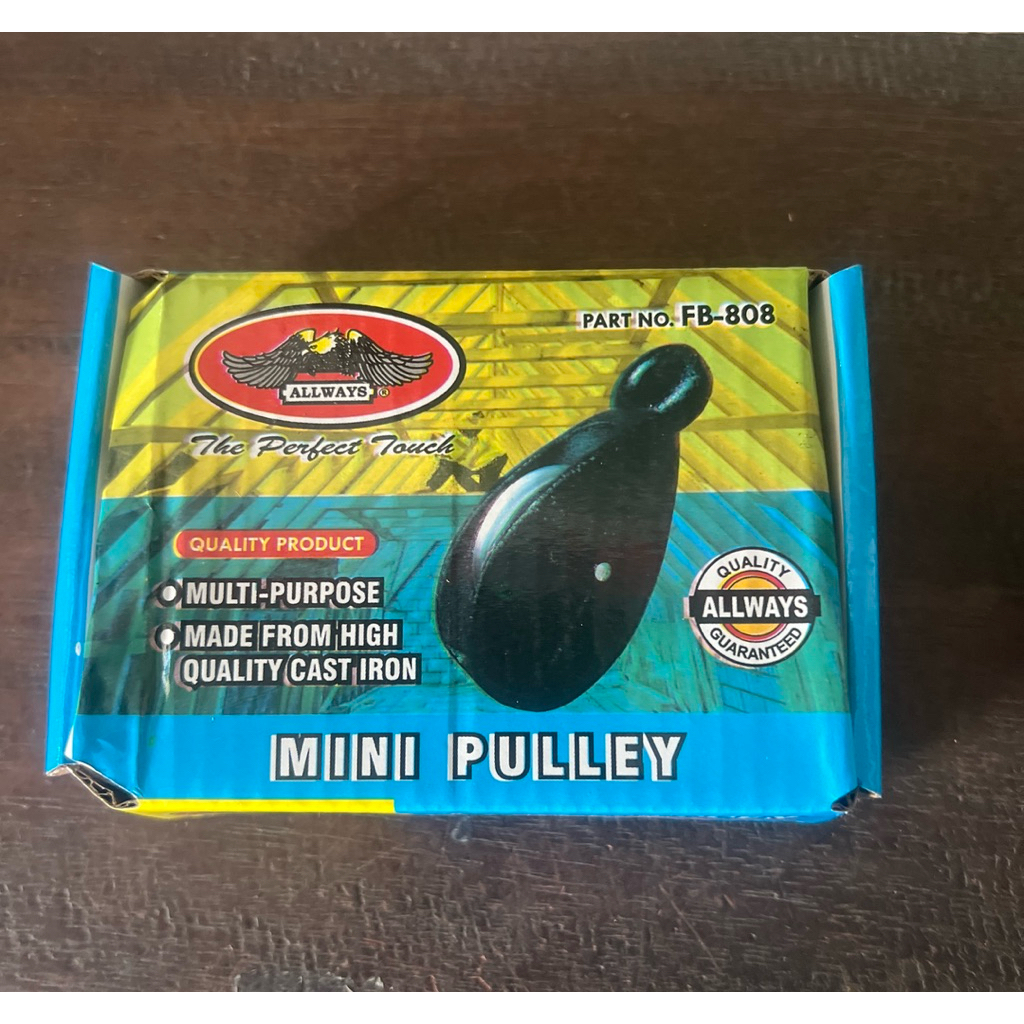 PART NO. FB-808
ALLWAYS ®
The Perfect Touch
QUALITY PRODUCT
MULTI-PURPOSE
MADE FROM HIGH
QUALITY CAST IRON
QUALITY
ALLWAYS
GUARANTEED
MINI PULLEY